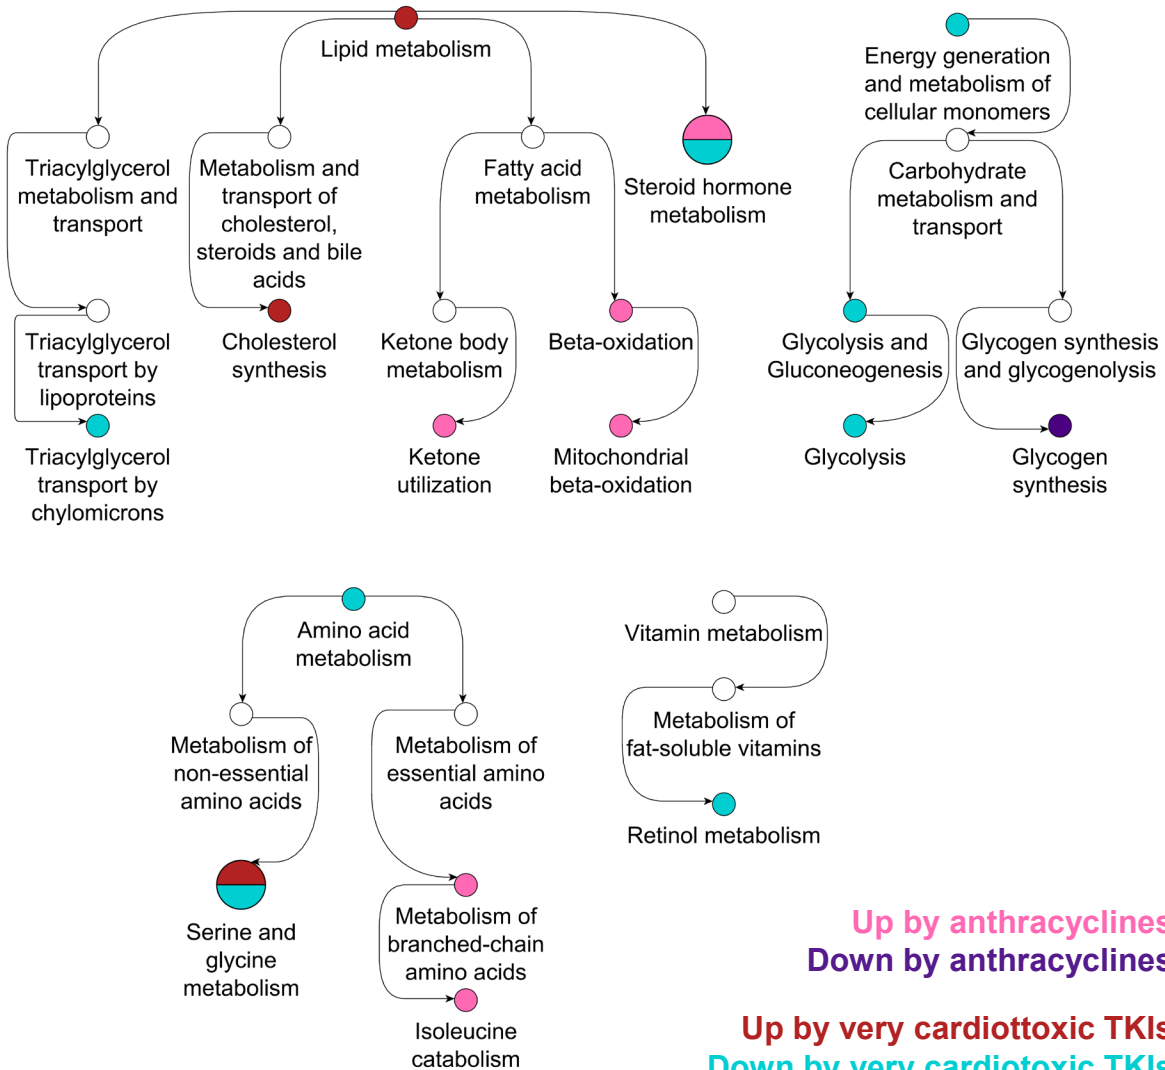 Lipid metabolism
Triacylglycerol
metabolism and
transport
Metabolism and
transport of
cholesterol,
steroids and bile
acids
Fatty acid
metabolism
Steroid hormone
metabolism
Triacylglycerol
transport by
lipoproteins
Cholesterol
synthesis
Ketone body
metabolism
Beta-oxidation
Triacylglycerol
transport by
chylomicrons
Ketone
utilization
Mitochondrial
beta-oxidation
Energy generation
and metabolism of
cellular monomers
Carbohydrate
metabolism and
transport
Glycolysis and
Gluconeogenesis
Glycogen synthesis
and glycogenolysis
Glycolysis
Glycogen
synthesis
Amino acid
metabolism
Metabolism of
non-essential
amino acids
Metabolism of
essential amino
acids
Serine and
glycine
metabolism
Metabolism of
branched-chain
amino acids
Isoleucine
catabolism
Vitamin metabolism
Metabolism of
fat-soluble vitamins
Retinol metabolism
Up by anthracyclines
Down by anthracyclines
Up by very cardiottoxic TKIs
Down by very cardiotoxic TKIs